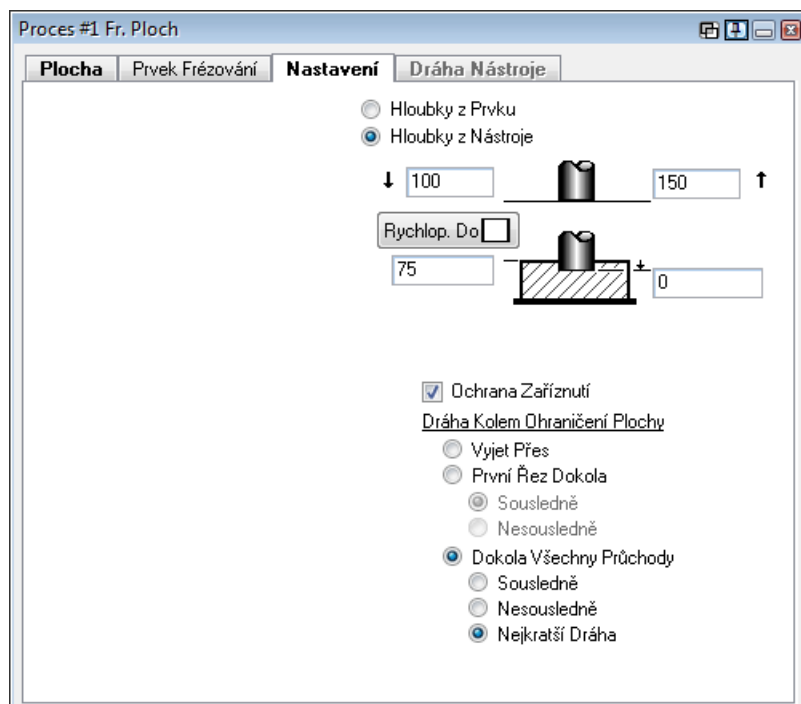 Proces #1 Fr. Ploch
Plocha Prvek Frézování Nastavení Dráha Nástroje
Hloubky z Prvku
Hloubky z Nástroje
100 150
Rychlop. Do
75
0
Ochrana Zaříznutí
Dráha Kolem Ohraničení Plochy
Vyjet Přes
První Řez Dokola
Sousledně
Nesousledně
Dokola Všechny Průchody
Sousledně
Nesousledně
Nejkratší Dráha